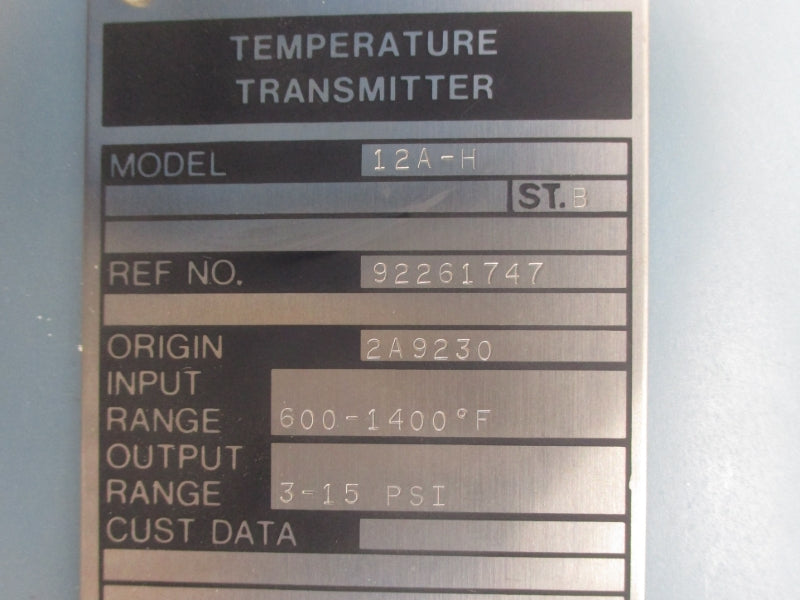 TEMPERATURE
TRANSMITTER
MODEL 12A-H
ST. B
REF NO. 92261747
ORIGIN 2A9230
INPUT
RANGE 600-1400°F
OUTPUT
RANGE 3-15 PSI
CUST DATA